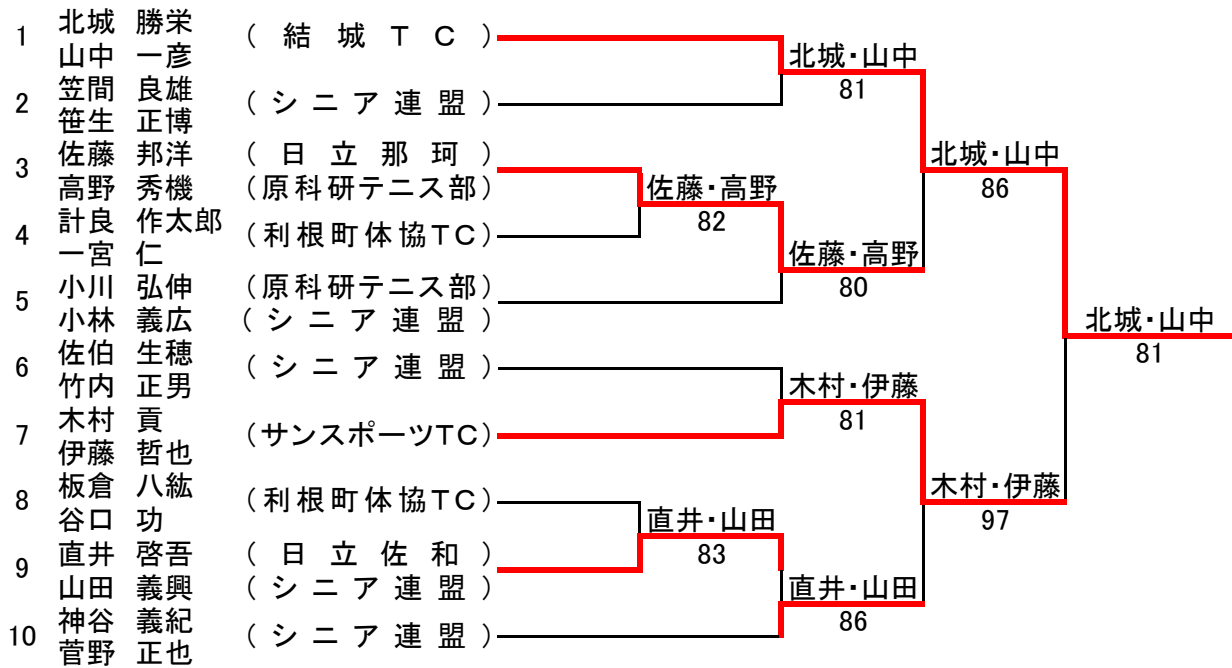 1 北城 勝栄 (結城TC)
山中 一彦
北城・山中
81
2 笠間 良雄 (シニア連盟)
笹生 正博
3 佐藤 邦洋 (日立那珂)
高野 秀機 (原科研テニス部)
佐藤・高野
82
北城・山中
86
4 計良 作太郎 (利根町体協TC)
一宮 仁
佐藤・高野
80
5 小川 弘伸 (原科研テニス部)
小林 義広 (シニア連盟)
北城・山中
81
6 佐伯 生穂 (シニア連盟)
竹内 正男
木村・伊藤
81
7 木村 貢 (サンスポーツTC)
伊藤 哲也
8 板倉 八紘 (利根町体協TC)
谷口 功
木村・伊藤
97
直井・山田
83
9 直井 啓吾 (日立佐和)
山田 義興 (シニア連盟)
直井・山田
86
10 神谷 義紀 (シニア連盟)
菅野 正也